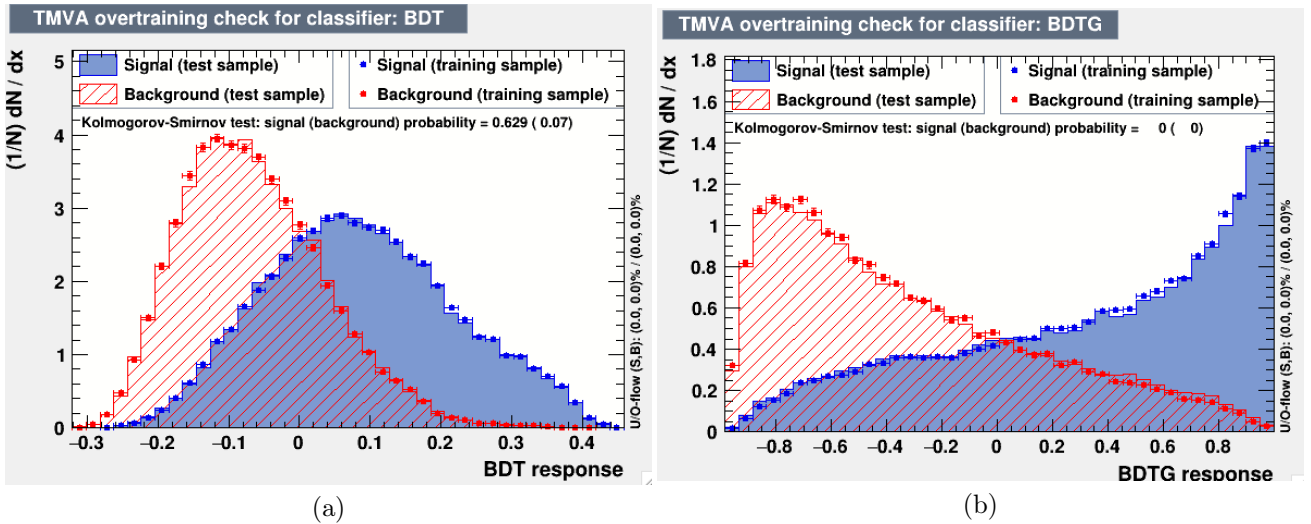 TMVA overtraining check for classifier: BDT
(1/N) dN / dx
Signal (test sample)
Signal (training sample)
Background (test sample)
Background (training sample)
Kolmogorov-Smirnov test: signal (background) probability = 0.629 ( 0.07)
5
4
3
2
1
0
−0.3 −0.2 −0.1 0 0.1 0.2 0.3 0.4
BDT response
U/O-flow (S,B): (0.0, 0.0)% / (0.0, 0.0)%
(a)
TMVA overtraining check for classifier: BDTG
(1/N) dN / dx
Signal (test sample)
Signal (training sample)
Background (test sample)
Background (training sample)
Kolmogorov-Smirnov test: signal (background) probability = 0 ( 0)
1.8
1.6
1.4
1.2
1
0.8
0.6
0.4
0.2
0
−0.8 −0.6 −0.4 −0.2 0 0.2 0.4 0.6 0.8
BDTG response
U/O-flow (S,B): (0.0, 0.0)% / (0.0, 0.0)%
(b)